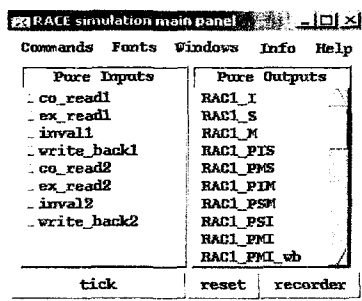 RACE simulation main panel
Commands Fonts Windows Info Help
Pure Inputs
co_read1
ex_read1
inval1
write_back1
co_read2
ex_read2
inval2
write_back2
Pure Outputs
RAC1_I
RAC1_S
RAC1_M
RAC1_PIS
RAC1_PMS
RAC1_PIM
RAC1_PSM
RAC1_PSI
RAC1_PMI
RAC1_PMI_wb
tick reset recorder